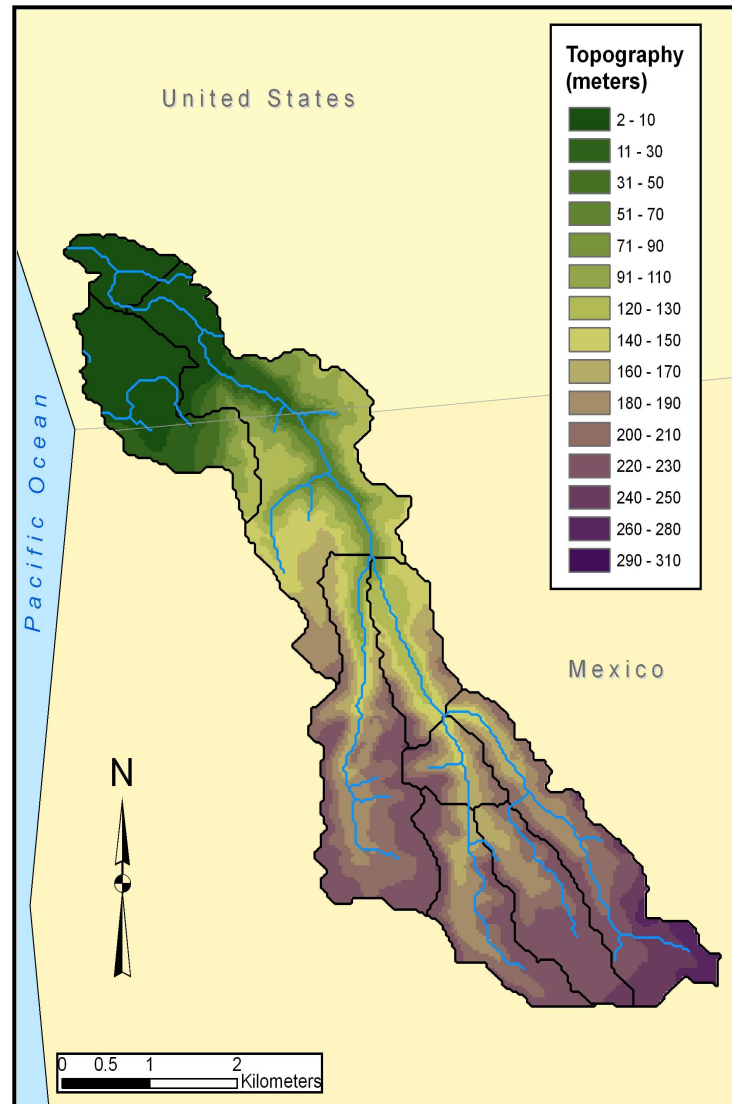 United States
Topography
(meters)
2 - 10
11 - 30
31 - 50
51 - 70
71 - 90
91 - 110
120 - 130
140 - 150
160 - 170
180 - 190
200 - 210
220 - 230
240 - 250
260 - 280
290 - 310
Pacific Ocean
Mexico
N
0 0.5 1 2
Kilometers